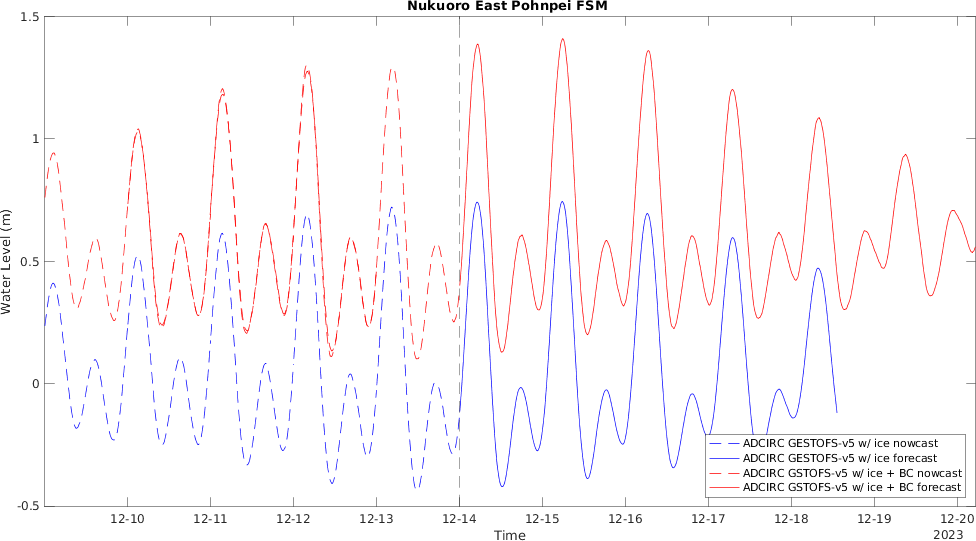 Nukuoro East Pohnpei FSM
1.5
1
0.5
0
-0.5
Water Level (m)
12-10
12-11
12-12
12-13
12-14
12-15
12-16
12-17
12-18
12-19
12-20
Time
2023
ADCIRC GESTOFS-v5 w/ ice nowcast
ADCIRC GESTOFS-v5 w/ ice forecast
ADCIRC GSTOFS-v5 w/ ice + BC nowcast
ADCIRC GSTOFS-v5 w/ ice + BC forecast